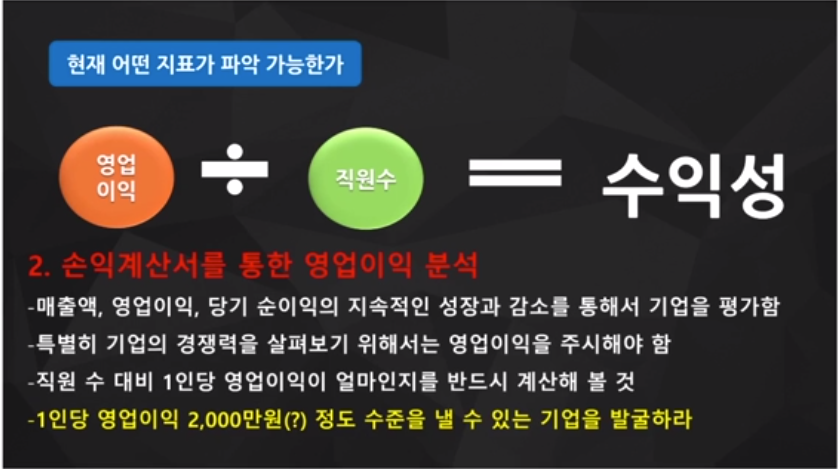 현재 어떤 지표가 파악 가능한가
영업
이익
÷
직원수
=
수익성
2. 손익계산서를 통한 영업이익 분석
-매출액, 영업이익, 당기 순이익의 지속적인 성장과 감소를 통해서 기업을 평가함
-특별히 기업의 경쟁력을 살펴보기 위해서는 영업이익을 주시해야 함
-직원 수 대비 1인당 영업이익이 얼마인지를 반드시 계산해 볼 것
-1인당 영업이익 2,000만원(?) 정도 수준을 낼 수 있는 기업을 발굴하라